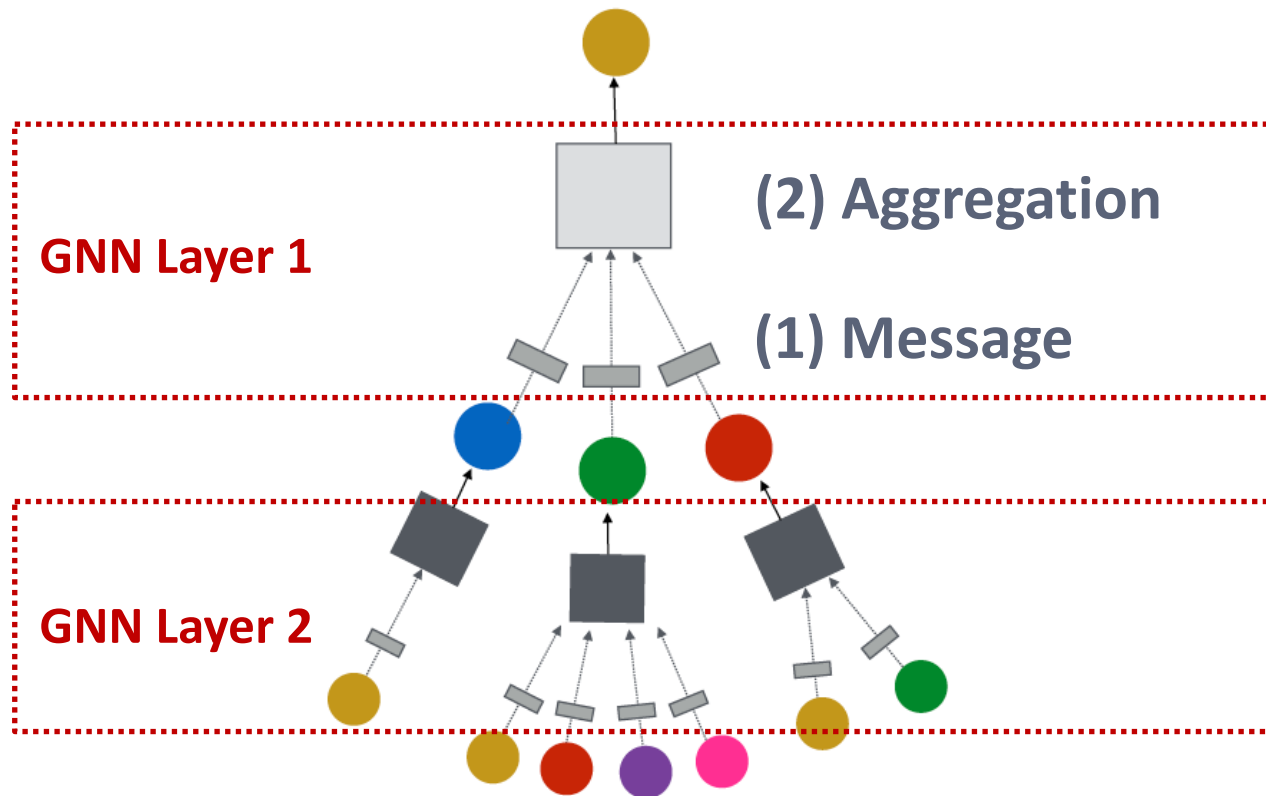 (2) Aggregation
GNN Layer 1
(1) Message
GNN Layer 2